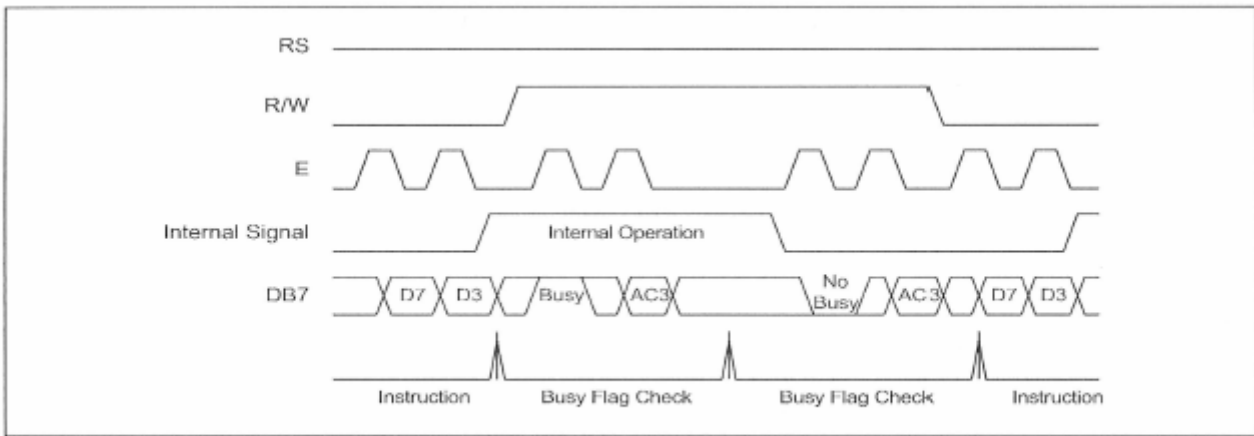 RS
R/W
E
Internal Signal
Internal Operation
DB7
D7
D3
Busy
AC3
No
Busy
AC3
D7
D3
Instruction
Busy Flag Check
Busy Flag Check
Instruction